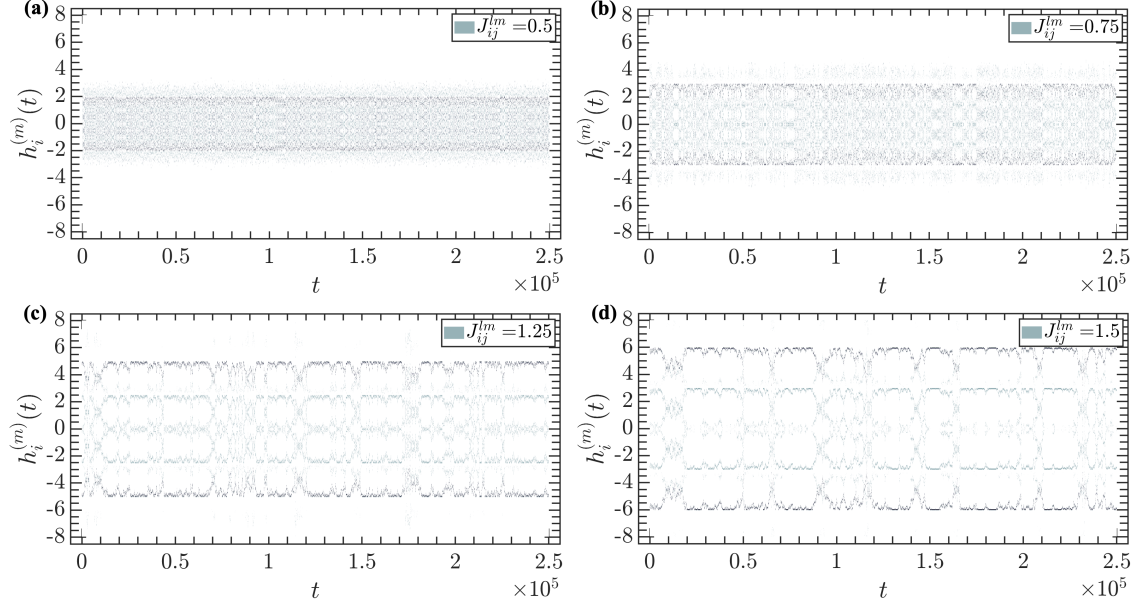 (a)
J_{ij}^{lm}=0.5
8
6
4
2
0
-2
-4
-6
-8
h_i^{(m)}(t)
0 0.5 1 1.5 2 2.5
t
×10^5
(b)
J_{ij}^{lm}=0.75
8
6
4
2
0
-2
-4
-6
-8
h_i^{(m)}(t)
0 0.5 1 1.5 2 2.5
t
×10^5
(c)
J_{ij}^{lm}=1.25
8
6
4
2
0
-2
-4
-6
-8
h_i^{(m)}(t)
0 0.5 1 1.5 2 2.5
t
×10^5
(d)
J_{ij}^{lm}=1.5
8
6
4
2
0
-2
-4
-6
-8
h_i^{(m)}(t)
0 0.5 1 1.5 2 2.5
t
×10^5